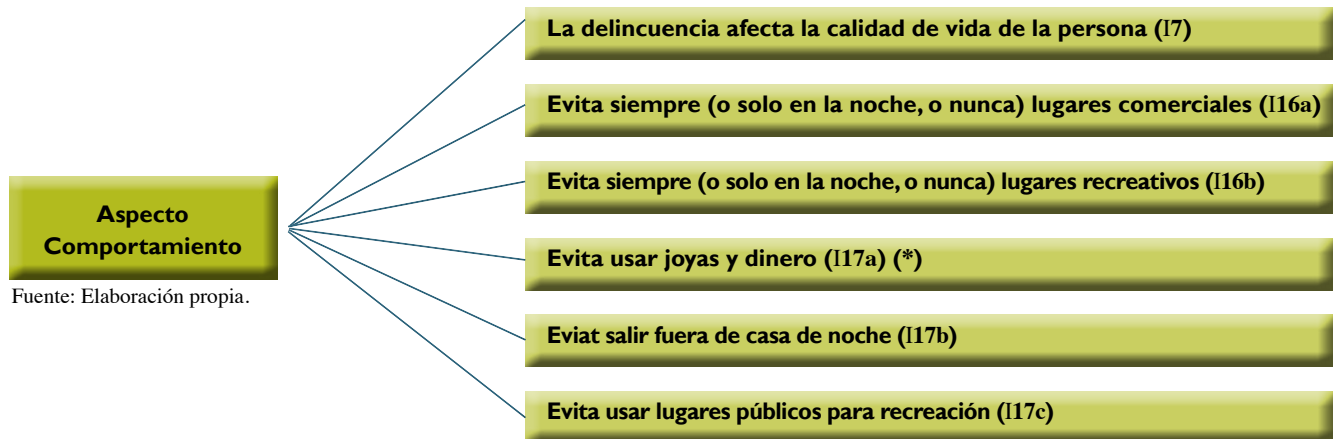 La delincuencia afecta la calidad de vida de la persona (I7)
Evita siempre (o solo en la noche, o nunca) lugares comerciales (I16a)
Evita siempre (o solo en la noche, o nunca) lugares recreativos (I16b)
Aspecto
Comportamiento
Evita usar joyas y dinero (I17a) (*)
Fuente: Elaboración propia.
Eviat salir fuera de casa de noche (I17b)
Evita usar lugares públicos para recreación (I17c)